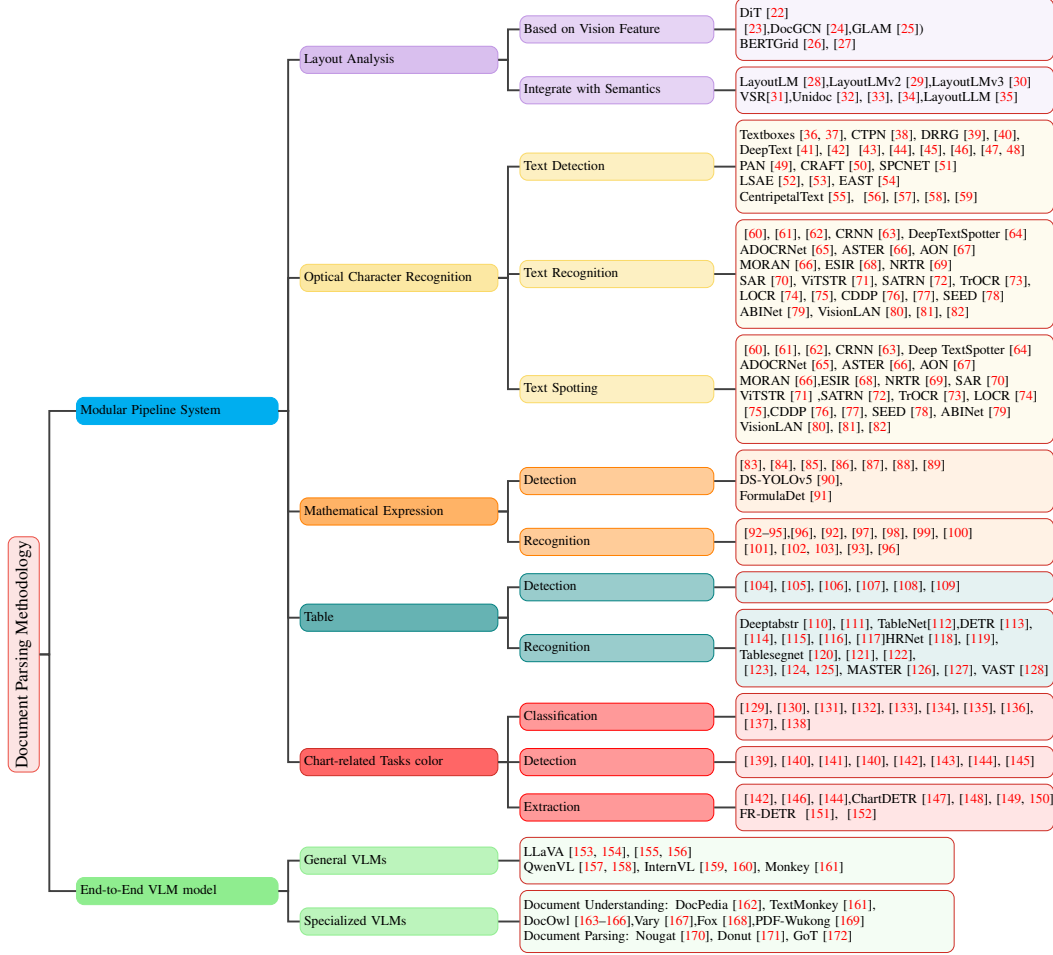 Document Parsing Methodology
Modular Pipeline System
Layout Analysis
Based on Vision Feature
DiT [22]
[23],DocGCN [24],GLAM [25])
BERTGrid [26], [27]
Integrate with Semantics
LayoutLM [28],LayoutLMv2 [29],LayoutLMv3 [30]
VSR[31],Unidoc [32], [33], [34],LayoutLLM [35]
Optical Character Recognition
Text Detection
Textboxes [36, 37], CTPN [38], DRRG [39], [40],
DeepText [41], [42] [43], [44], [45], [46], [47, 48]
PAN [49], CRAFT [50], SPCNET [51]
LSAE [52], [53], EAST [54]
CentripetalText [55], [56], [57], [58], [59]
Text Recognition
[60], [61], [62], CRNN [63], DeepTextSpotter [64]
ADOCRNet [65], ASTER [66], AON [67]
MORAN [66], ESIR [68], NRTR [69]
SAR [70], ViTSTR [71], SATRN [72], TrOCR [73],
LOCR [74], [75], CDDP [76], [77], SEED [78]
ABINet [79], VisionLAN [80], [81], [82]
Text Spotting
[60], [61], [62], CRNN [63], Deep TextSpotter [64]
ADOCRNet [65], ASTER [66], AON [67]
MORAN [66],ESIR [68], NRTR [69], SAR [70]
ViTSTR [71] ,SATRN [72], TrOCR [73], LOCR [74]
[75],CDDP [76], [77], SEED [78], ABINet [79]
VisionLAN [80], [81], [82]
Mathematical Expression
Detection
[83], [84], [85], [86], [87], [88], [89]
DS-YOLOv5 [90],
FormulaDet [91]
Recognition
[92–95],[96], [92], [97], [98], [99], [100]
[101], [102, 103], [93], [96]
Table
Detection
[104], [105], [106], [107], [108], [109]
Recognition
Deeptabstr [110], [111], TableNet[112],DETR [113],
[114], [115], [116], [117]HRNet [118], [119],
Tablesegnet [120], [121], [122],
[123], [124, 125], MASTER [126], [127], VAST [128]
Chart-related Tasks color
Classification
[129], [130], [131], [132], [133], [134], [135], [136],
[137], [138]
Detection
[139], [140], [141], [140], [142], [143], [144], [145]
Extraction
[142], [146], [144],ChartDETR [147], [148], [149, 150]
FR-DETR [151], [152]
End-to-End VLM model
General VLMs
LLaVA [153, 154], [155, 156]
QwenVL [157, 158], InternVL [159, 160], Monkey [161]
Specialized VLMs
Document Understanding: DocPedia [162], TextMonkey [161],
DocOwl [163–166],Vary [167],Fox [168],PDF-Wukong [169]
Document Parsing: Nougat [170], Donut [171], GoT [172]